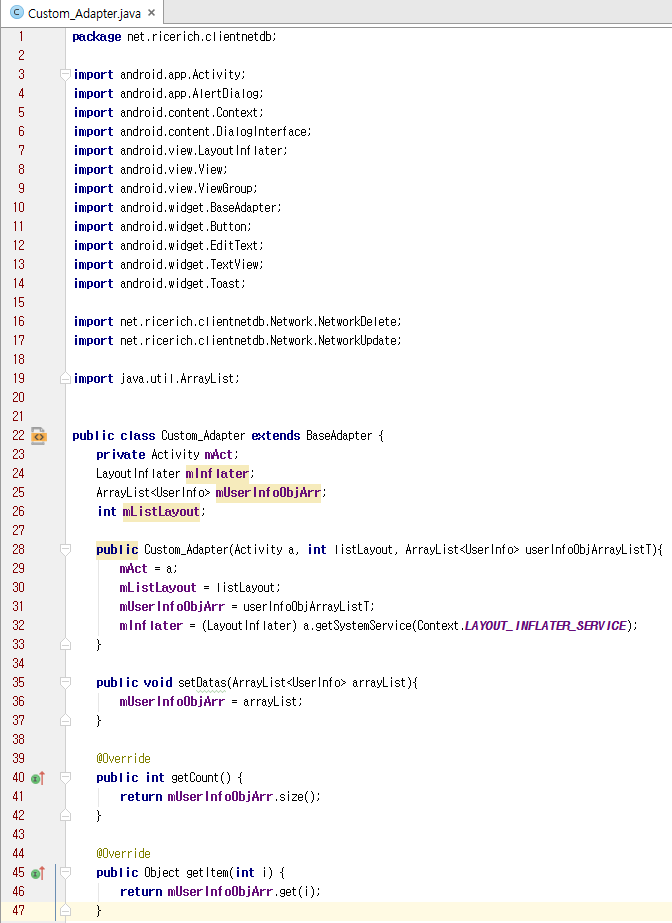 Custom_Adapter.java
1 package net.ricerich.clientnetdb;
2
3 import android.app.Activity;
4 import android.app.AlertDialog;
5 import android.content.Context;
6 import android.content.DialogInterface;
7 import android.view.LayoutInflater;
8 import android.view.View;
9 import android.view.ViewGroup;
10 import android.widget.BaseAdapter;
11 import android.widget.Button;
12 import android.widget.EditText;
13 import android.widget.TextView;
14 import android.widget.Toast;
15
16 import net.ricerich.clientnetdb.Network.NetworkDelete;
17 import net.ricerich.clientnetdb.Network.NetworkUpdate;
18
19 import java.util.ArrayList;
20
21
22 public class Custom_Adapter extends BaseAdapter {
23 private Activity mAct;
24 LayoutInflater mInflater;
25 ArrayList<UserInfo> mUserInfoObjArr;
26 int mListLayout;
27
28 public Custom_Adapter(Activity a, int listLayout, ArrayList<UserInfo> userInfoObjArrayListT){
29 mAct = a;
30 mListLayout = listLayout;
31 mUserInfoObjArr = userInfoObjArrayListT;
32 mInflater = (LayoutInflater) a.getSystemService(Context.LAYOUT_INFLATER_SERVICE);
33 }
34
35 public void setDatas(ArrayList<UserInfo> arrayList){
36 mUserInfoObjArr = arrayList;
37 }
38
39 @Override
40 public int getCount() {
41 return mUserInfoObjArr.size();
42 }
43
44 @Override
45 public Object getItem(int i) {
46 return mUserInfoObjArr.get(i);
47 }